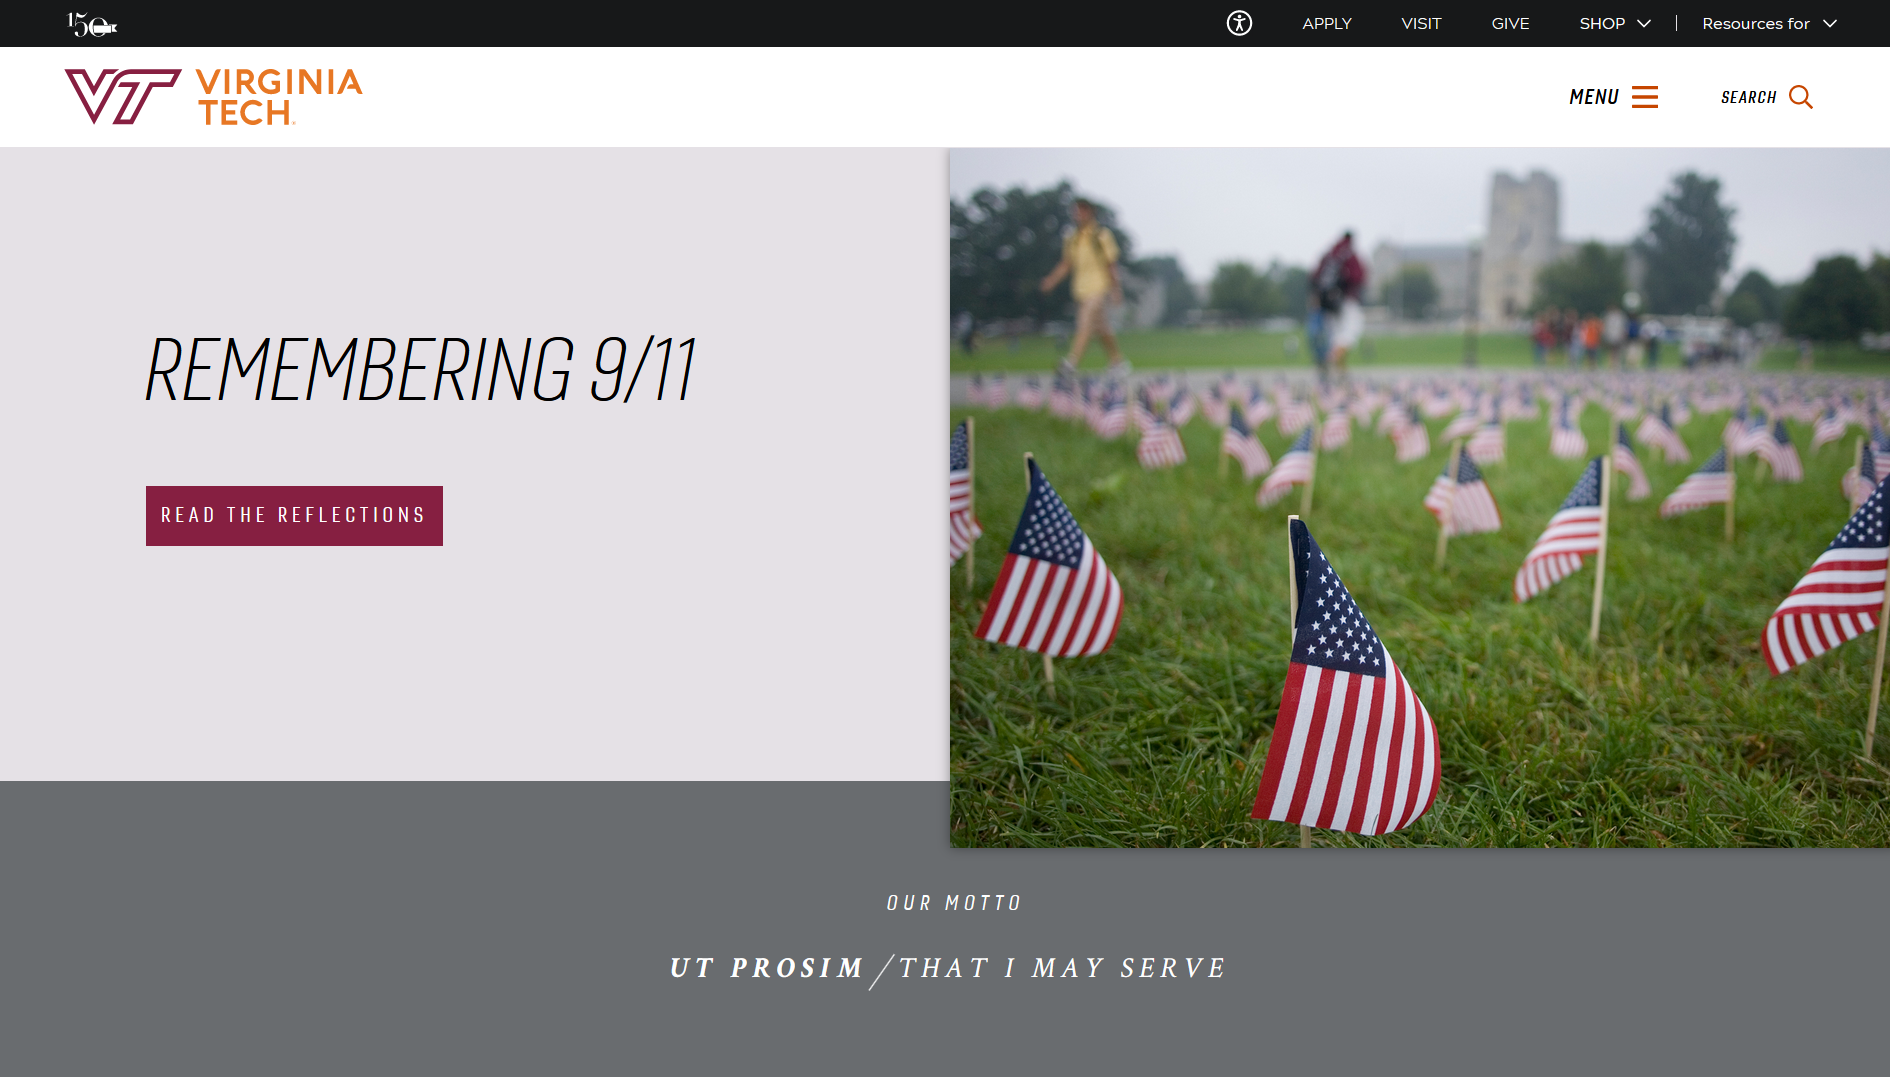 150
APPLY
VISIT
GIVE
SHOP
Resources for
VT VIRGINIA
TECH
MENU
SEARCH
REMEMBERING 9/11
READ THE REFLECTIONS
OUR MOTTO
UT PROSIM / THAT I MAY SERVE